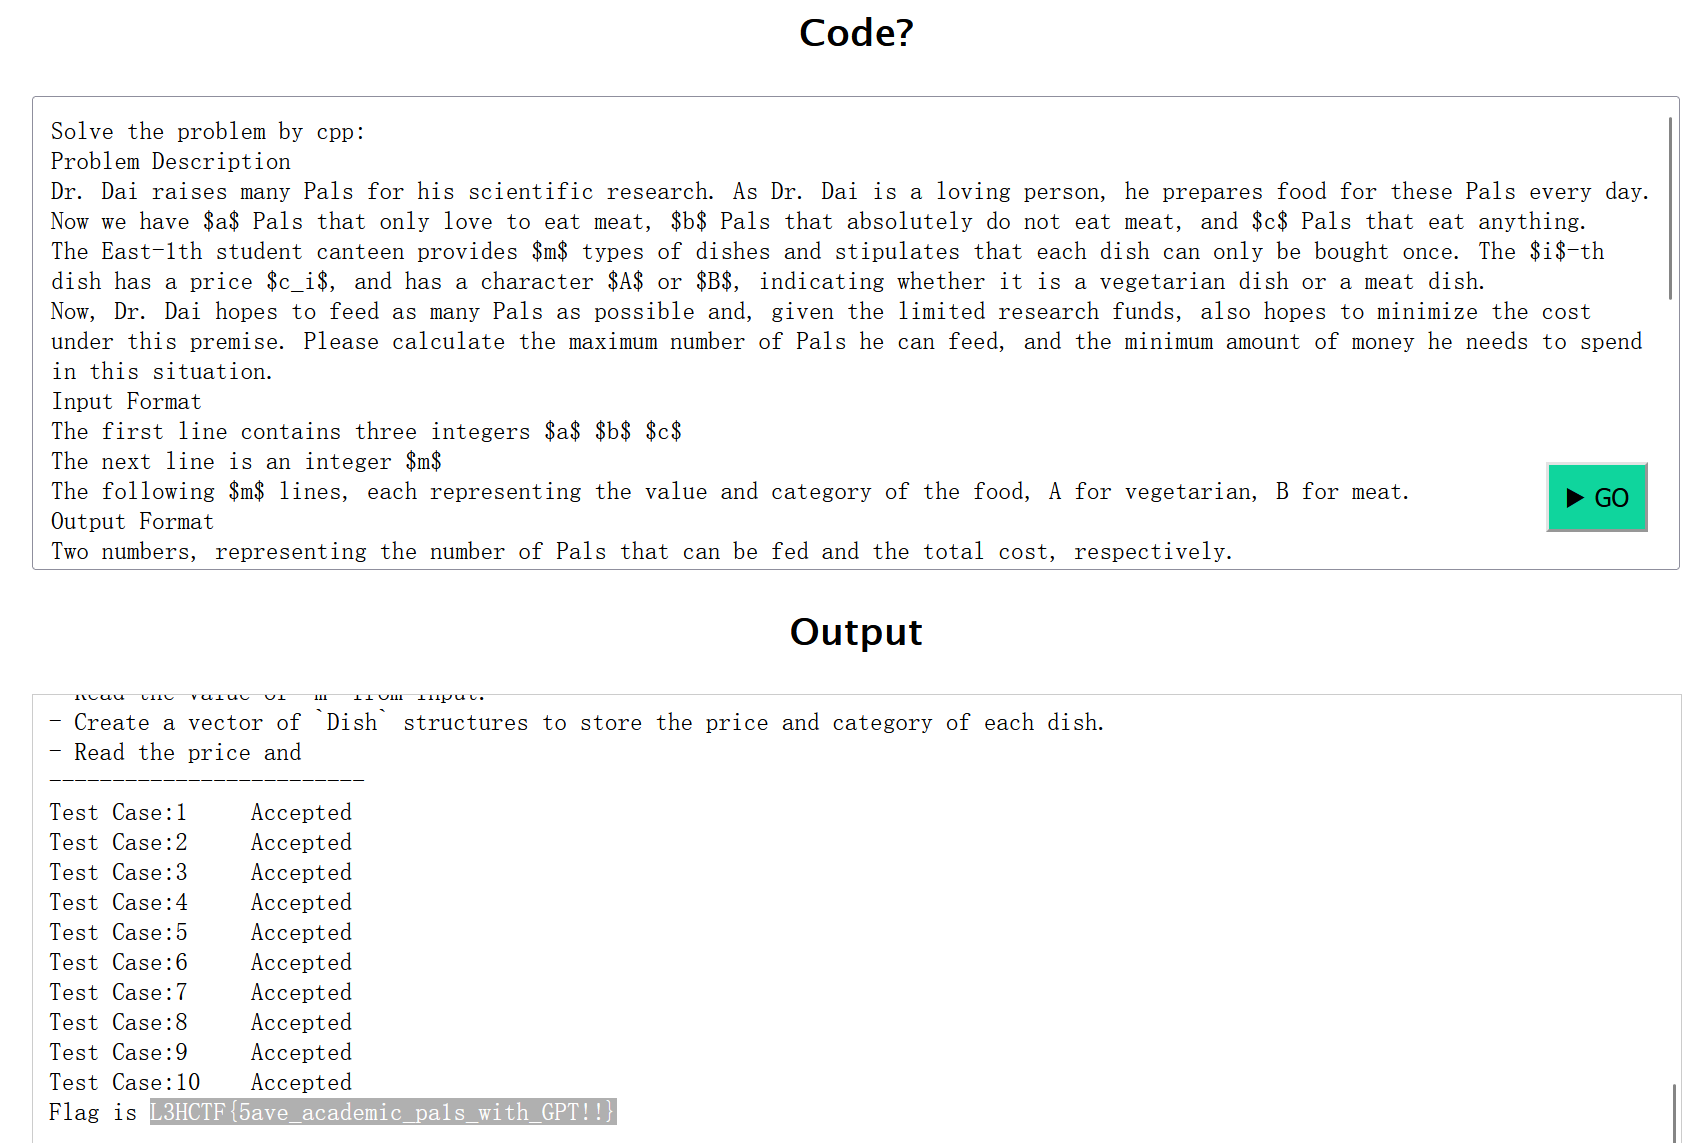 Code?
Solve the problem by cpp:
Problem Description
Dr. Dai raises many Pals for his scientific research. As Dr. Dai is a loving person, he prepares food for these Pals every day.
Now we have $a$ Pals that only love to eat meat, $b$ Pals that absolutely do not eat meat, and $c$ Pals that eat anything.
The East-1th student canteen provides $m$ types of dishes and stipulates that each dish can only be bought once. The $i$-th
dish has a price $c_i$, and has a character $A$ or $B$, indicating whether it is a vegetarian dish or a meat dish.
Now, Dr. Dai hopes to feed as many Pals as possible and, given the limited research funds, also hopes to minimize the cost
under this premise. Please calculate the maximum number of Pals he can feed, and the minimum amount of money he needs to spend
in this situation.
Input Format
The first line contains three integers $a$ $b$ $c$
The next line is an integer $m$
The following $m$ lines, each representing the value and category of the food, A for vegetarian, B for meat.
▶ GO
Output Format
Two numbers, representing the number of Pals that can be fed and the total cost, respectively.
Output
- Read the value of `m` from input.
- Create a vector of `Dish` structures to store the price and category of each dish.
- Read the price and
-------------------------
Test Case:1 Accepted
Test Case:2 Accepted
Test Case:3 Accepted
Test Case:4 Accepted
Test Case:5 Accepted
Test Case:6 Accepted
Test Case:7 Accepted
Test Case:8 Accepted
Test Case:9 Accepted
Test Case:10 Accepted
Flag is L3HCTF{5ave_academic_pa1s_with_GPT!!}